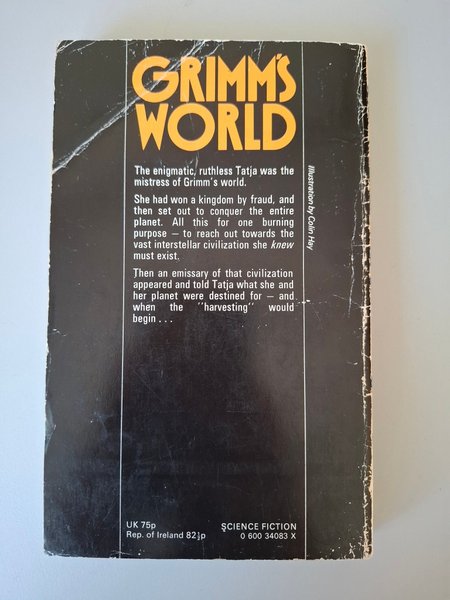 GRIMM'S
WORLD
The enigmatic, ruthless Tatja was the
mistress of Grimm's world.
She had won a kingdom by fraud, and
then set out to conquer the entire
planet. All this for one burning
purpose – to reach out towards the
vast interstellar civilization she knew
must exist.
Then an emissary of that civilization
appeared and told Tatja what she and
her planet were destined for – and
when the "harvesting" would
begin . . .
Illustration by Colin Hay
UK 75p
Rep. of Ireland 82½p
SCIENCE FICTION
0 600 34083 X